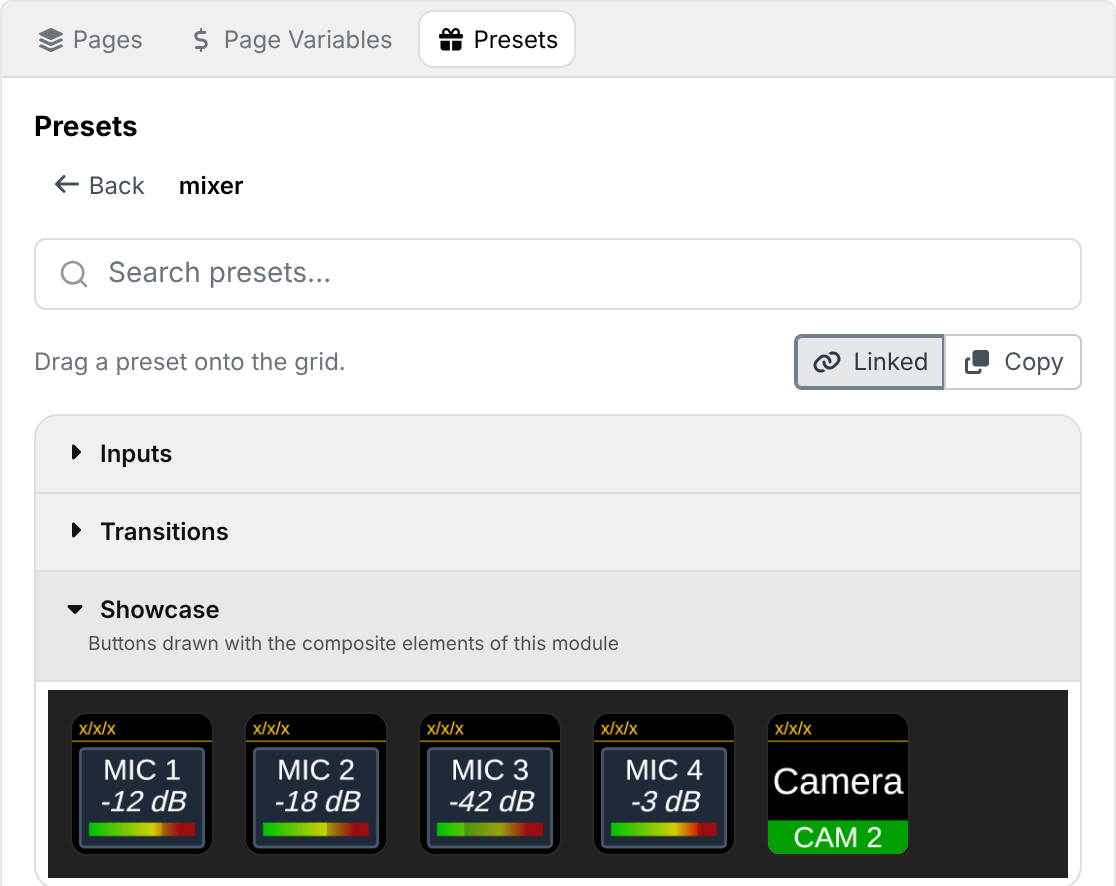 Pages
Page Variables
Presets
Presets
Back
mixer
Search presets...
Drag a preset onto the grid.
Linked
Copy
Inputs
Transitions
Showcase
Buttons drawn with the composite elements of this module
x/x/x
MIC 1
-12 dB
x/x/x
MIC 2
-18 dB
x/x/x
MIC 3
-42 dB
x/x/x
MIC 4
-3 dB
x/x/x
Camera
CAM 2